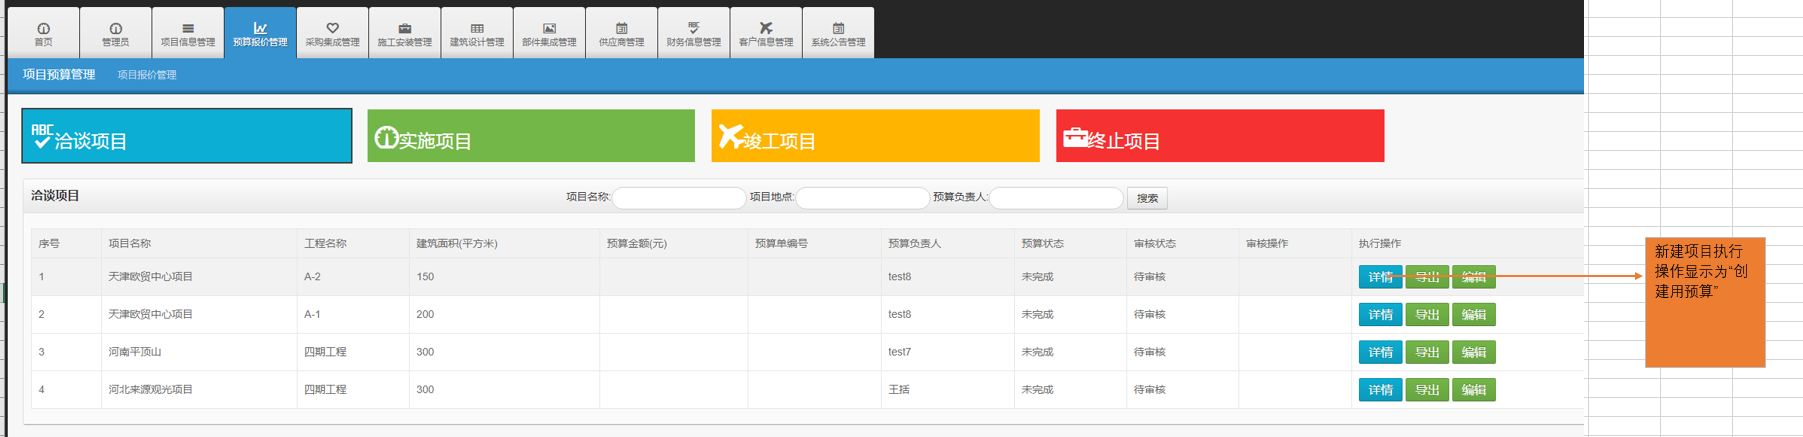 首页 管理员 项目信息管理 预算报价管理 采购集成管理 施工安装管理 建筑设计管理 部件集成管理 供应商管理 财务信息管理 客户信息管理 系统公告管理
项目预算管理 项目报价管理
ABC 洽谈项目 实施项目 竣工项目 终止项目
洽谈项目 项目名称: 项目地点: 预算负责人: 搜索
序号 项目名称 工程名称 建筑面积(平方米) 预算金额(元) 预算单编号 预算负责人 预算状态 审核状态 审核操作 执行操作
1 天津欧贸中心项目 A-2 150 test8 未完成 待审核 详情 导出 编辑
2 天津欧贸中心项目 A-1 200 test8 未完成 待审核 详情 导出 编辑
3 河南平顶山 四期工程 300 test7 未完成 待审核 详情 导出 编辑
4 河北来源观光项目 四期工程 300 王括 未完成 待审核 详情 导出 编辑
新建项目执行
操作显示为“创
建用预算”